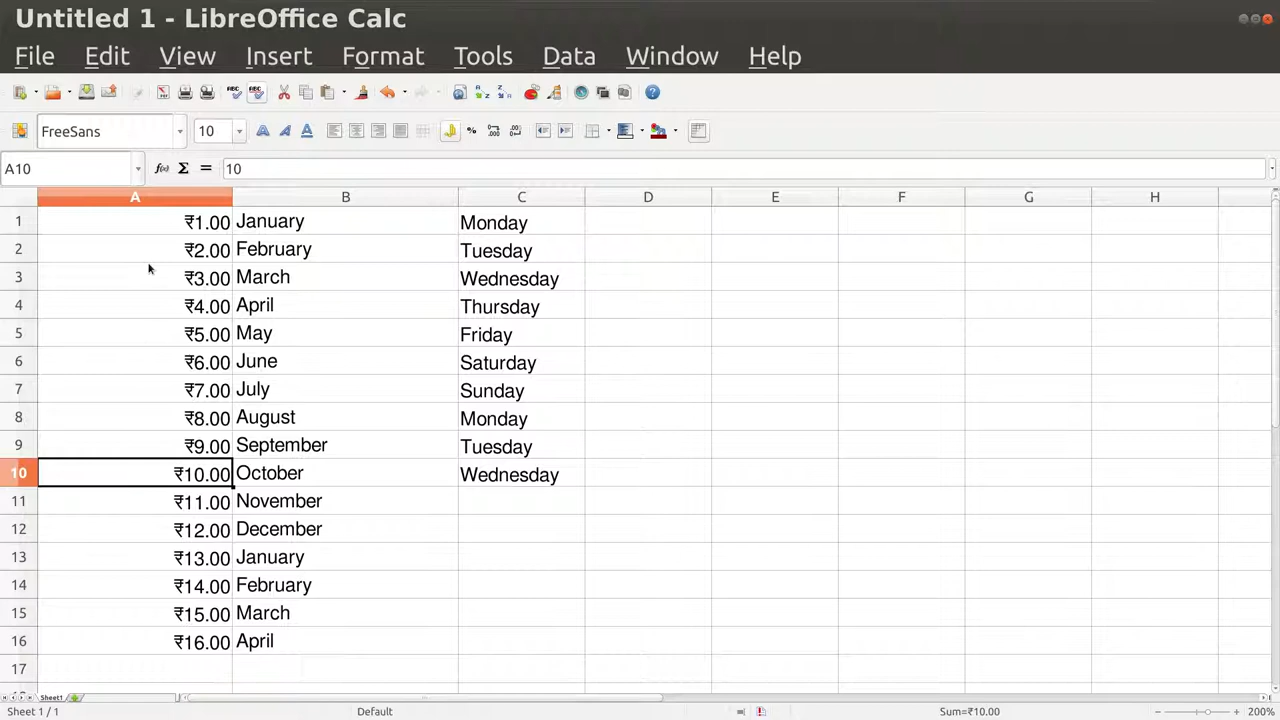 Untitled 1 - LibreOffice Calc
File Edit View Insert Format Tools Data Window Help
FreeSans 10
A10 10
A B C D E F G H
1 ₹1.00 January Monday
2 ₹2.00 February Tuesday
3 ₹3.00 March Wednesday
4 ₹4.00 April Thursday
5 ₹5.00 May Friday
6 ₹6.00 June Saturday
7 ₹7.00 July Sunday
8 ₹8.00 August Monday
9 ₹9.00 September Tuesday
10 ₹10.00 October Wednesday
11 ₹11.00 November
12 ₹12.00 December
13 ₹13.00 January
14 ₹14.00 February
15 ₹15.00 March
16 ₹16.00 April
17
Sheet1
Sheet 1 / 1 Default Sum=₹10.00 200%